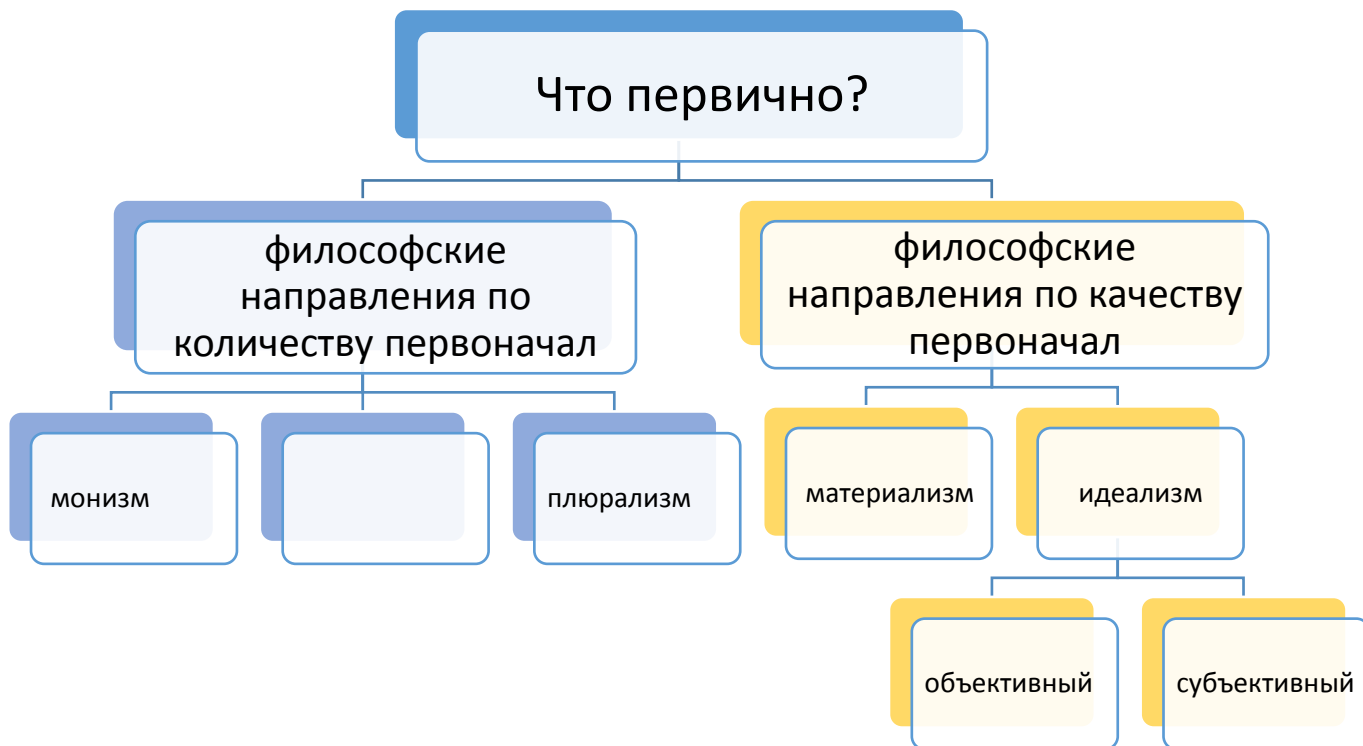 Что первично?
философские
направления по
количеству первоначал
философские
направления по качеству
первоначал
монизм
плюрализм
материализм
идеализм
объективный
субъективный